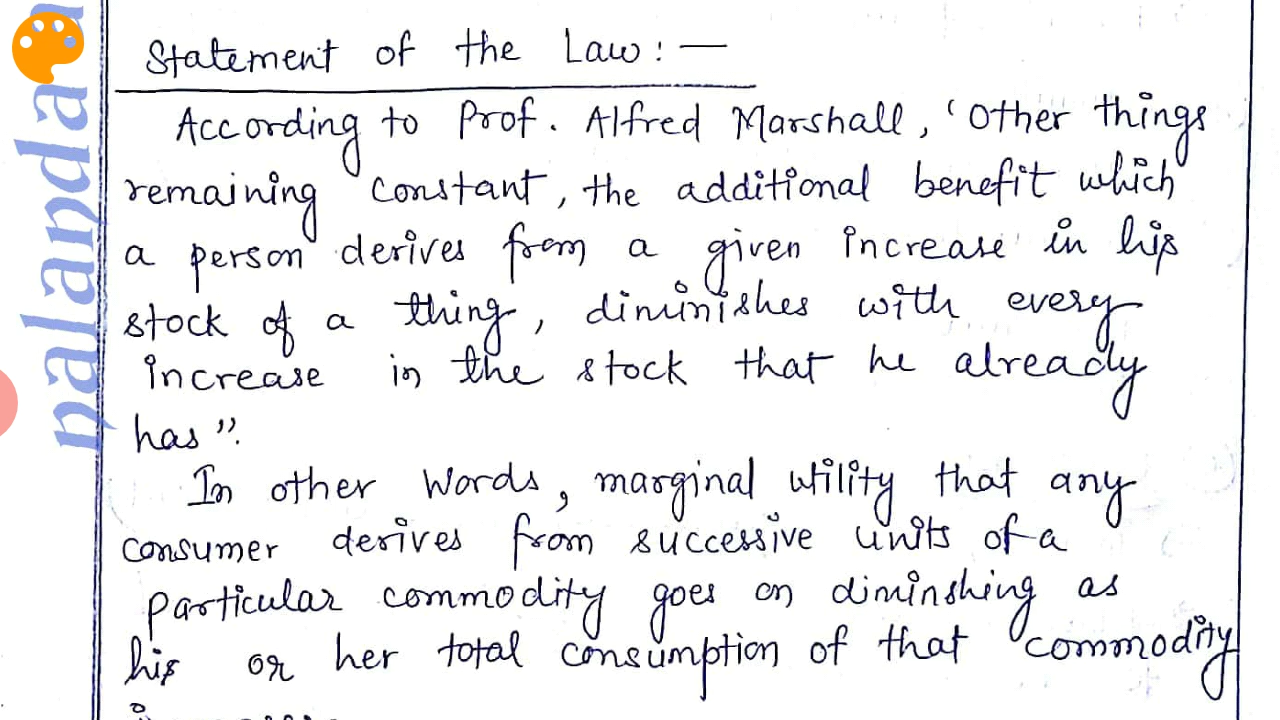 nalanda
Statement of the Law : —
According to Prof. Alfred Marshall, ‘Other things
remaining constant, the additional benefit which
a person derives from a given increase in his
stock of a thing, diminishes with every
increase in the stock that he already
has”.
In other words, marginal utility that any
consumer derives from successive units of a
particular commodity goes on diminshing as
his or her total consumption of that commodity